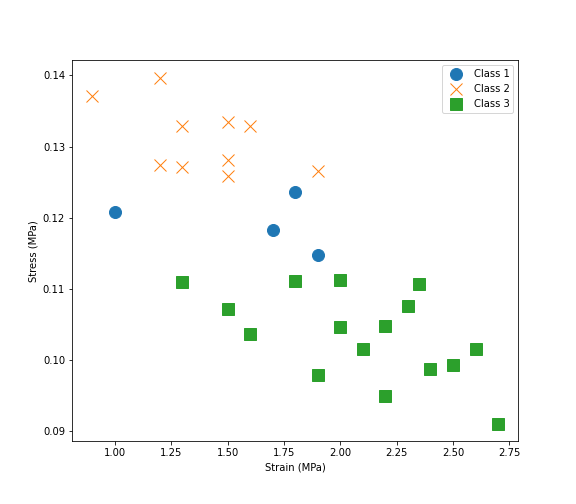 Class 1
Class 2
Class 3
0.14
0.13
0.12
0.11
0.10
0.09
Stress (MPa)
1.00 1.25 1.50 1.75 2.00 2.25 2.50 2.75
Strain (MPa)